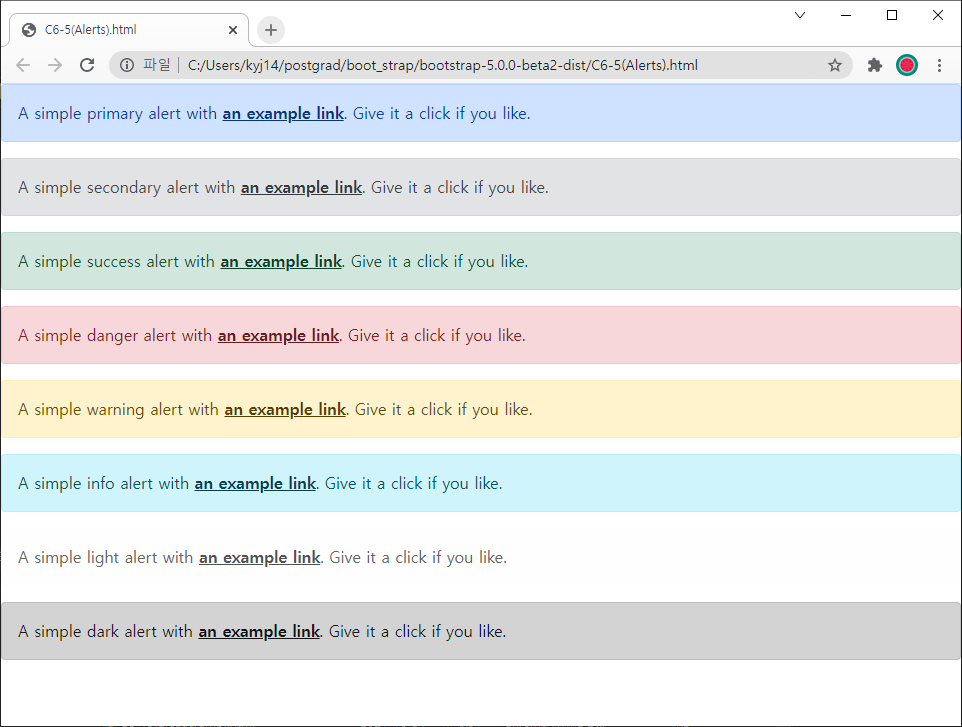 C6-5(Alerts).html
파일 C:/Users/kyj14/postgrad/boot_strap/bootstrap-5.0.0-beta2-dist/C6-5(Alerts).html
A simple primary alert with an example link. Give it a click if you like.
A simple secondary alert with an example link. Give it a click if you like.
A simple success alert with an example link. Give it a click if you like.
A simple danger alert with an example link. Give it a click if you like.
A simple warning alert with an example link. Give it a click if you like.
A simple info alert with an example link. Give it a click if you like.
A simple light alert with an example link. Give it a click if you like.
A simple dark alert with an example link. Give it a click if you like.